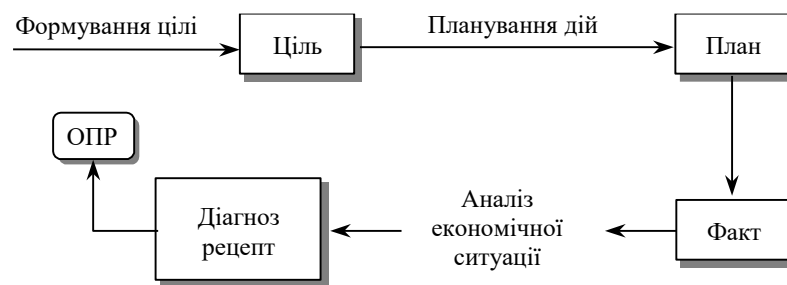 Формування цілі
Ціль
Планування дій
План
ОПР
Діагноз
рецепт
Аналіз
економічної
ситуації
Факт